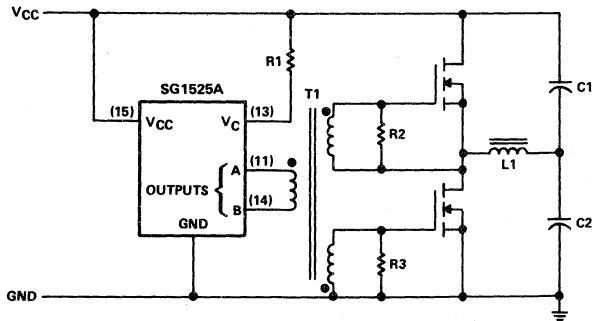 VCC
R1
SG1525A
T1
C1
(15)
(13)
VCC
VC
R2
(11)
A
OUTPUTS
L1
(14)
B
GND
C2
R3
GND